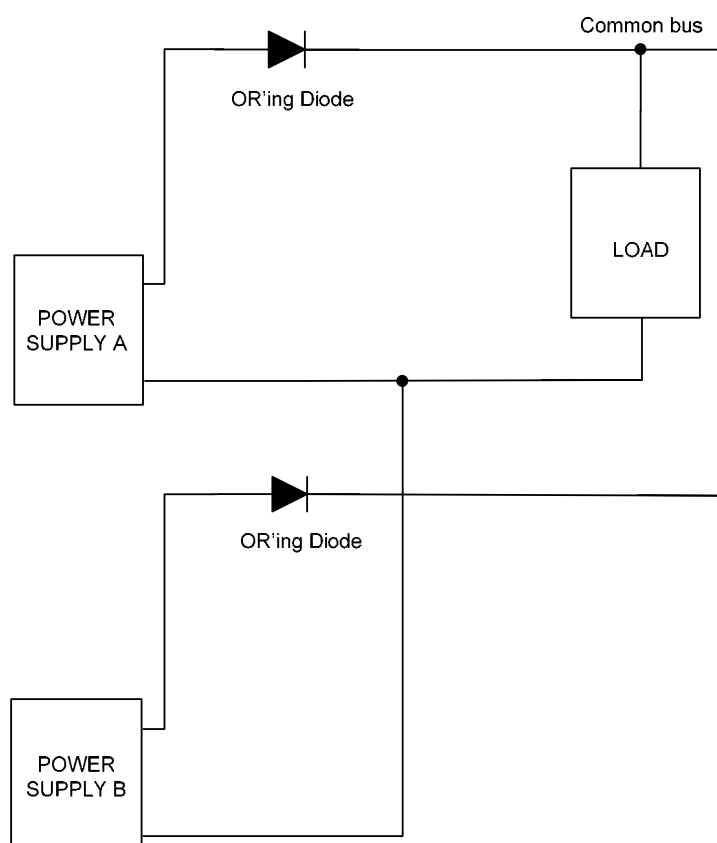 Common bus
OR'ing Diode
LOAD
POWER
SUPPLY A
OR'ing Diode
POWER
SUPPLY B